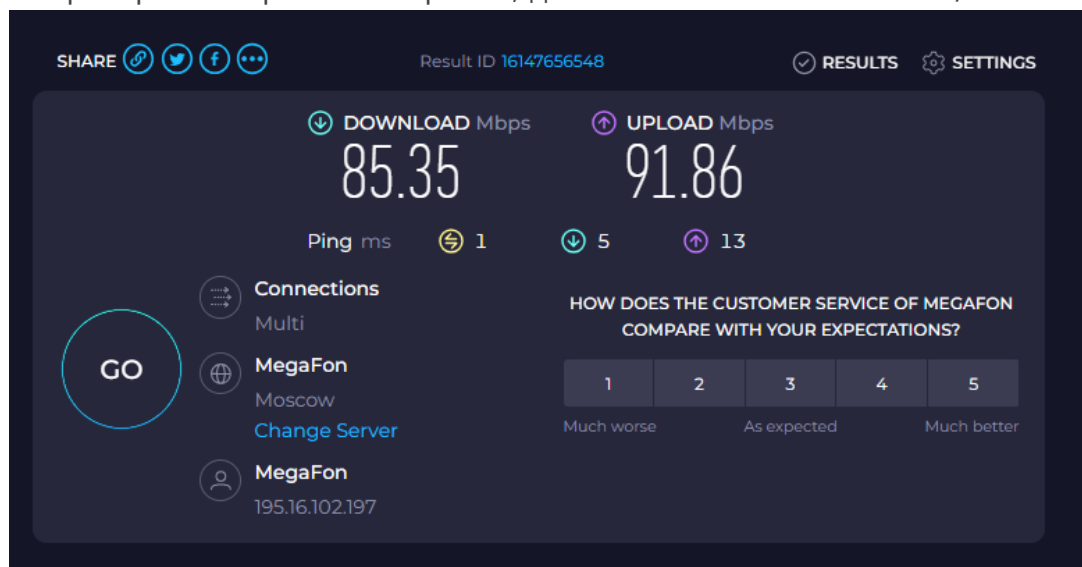 SHARE
Result ID 16147656548
RESULTS
SETTINGS
DOWNLOAD Mbps
85.35
UPLOAD Mbps
91.86
Ping ms 1 5 13
GO
Connections
Multi
MegaFon
Moscow
Change Server
MegaFon
195.16.102.197
HOW DOES THE CUSTOMER SERVICE OF MEGAFON
COMPARE WITH YOUR EXPECTATIONS?
1 2 3 4 5
Much worse As expected Much better